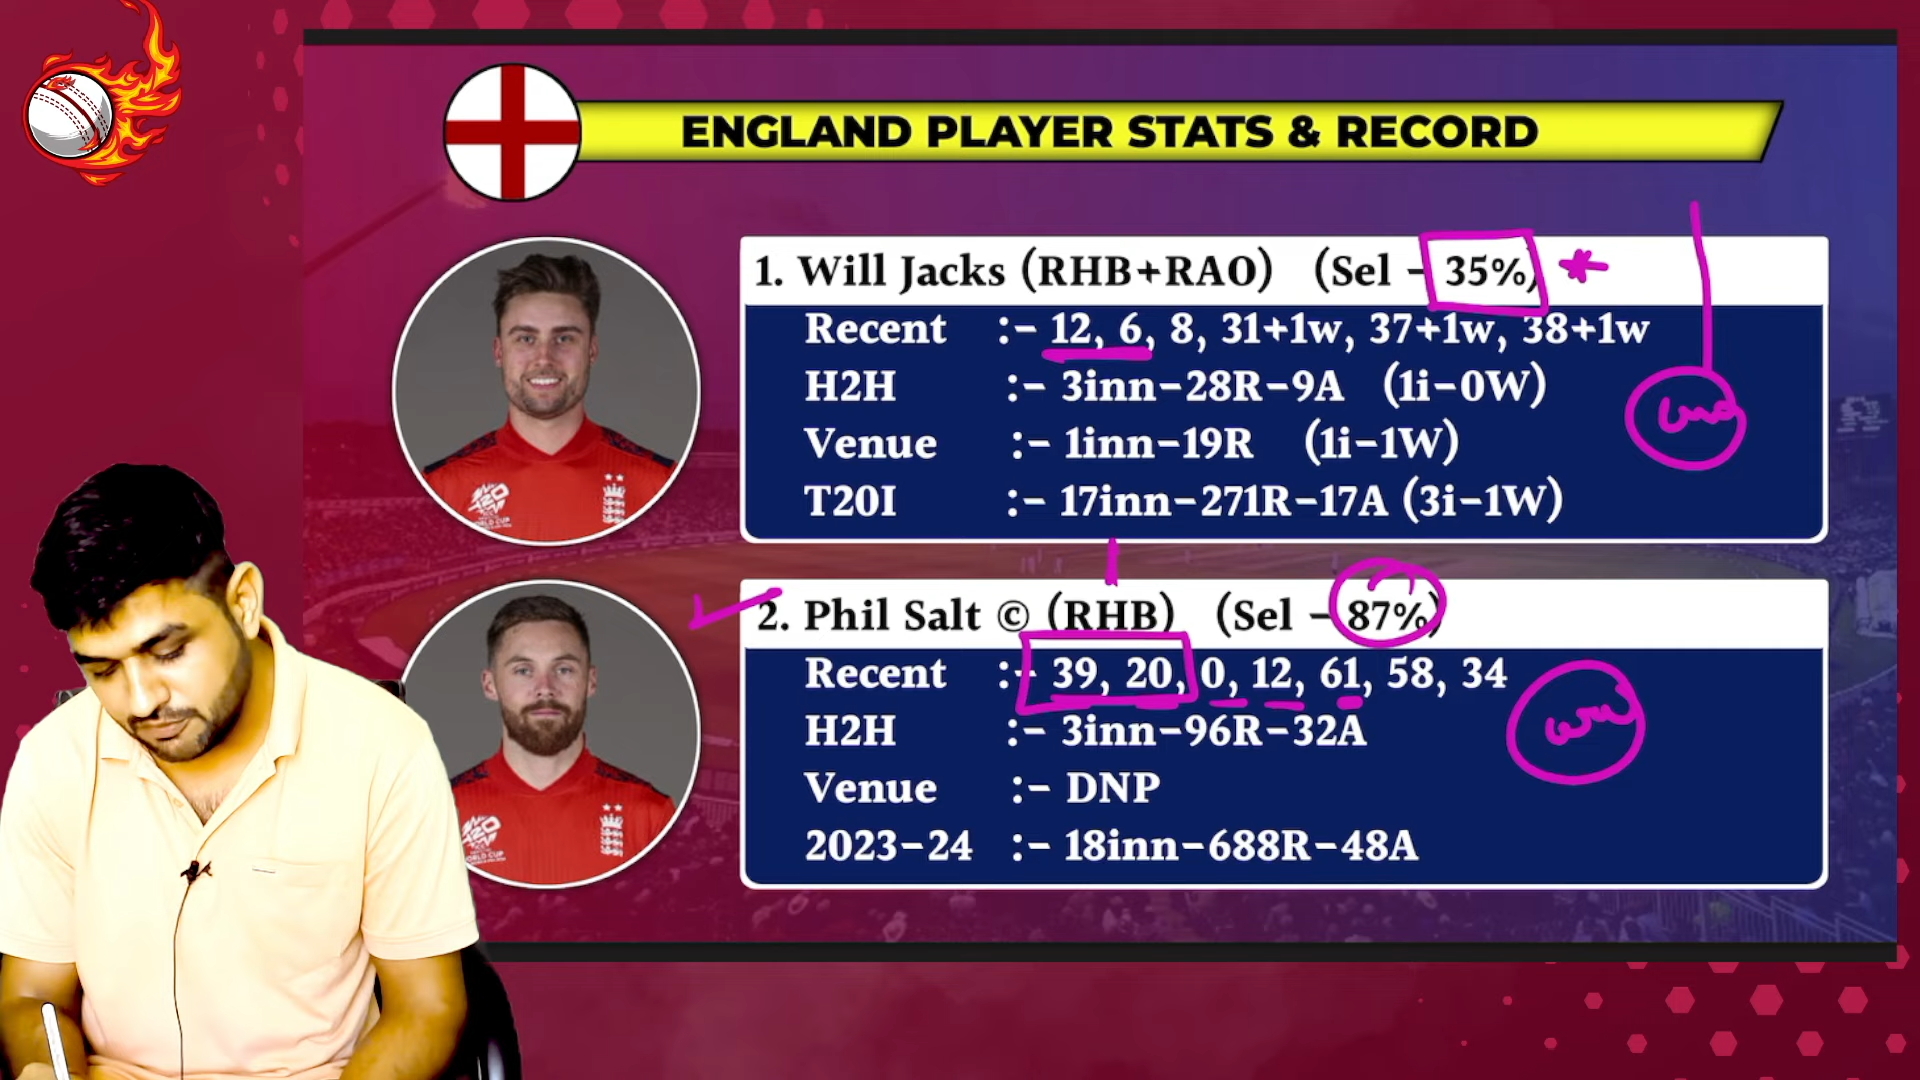 ENGLAND PLAYER STATS & RECORD
1. Will Jacks (RHB+RAO) (Sel - 35%)
Recent :- 12, 6, 8, 31+1w, 37+1w, 38+1w
H2H :- 3inn-28R-9A (1i-0W)
Venue :- 1inn-19R (1i-1W)
T20I :- 17inn-271R-17A (3i-1W)
2. Phil Salt © (RHB) (Sel - 87%)
Recent :- 39, 20, 0, 12, 61, 58, 34
H2H :- 3inn-96R-32A
Venue :- DNP
2023-24 :- 18inn-688R-48A